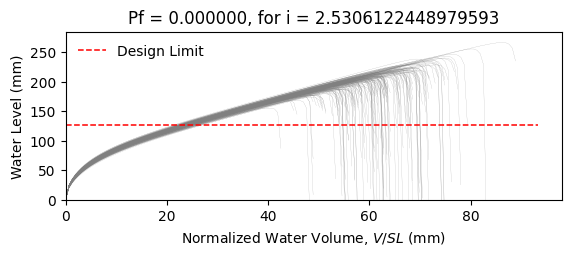 Pf = 0.000000, for i = 2.5306122448979593
Design Limit
Water Level (mm)
250
200
150
100
50
0
0 20 40 60 80
Normalized Water Volume, V/SL (mm)